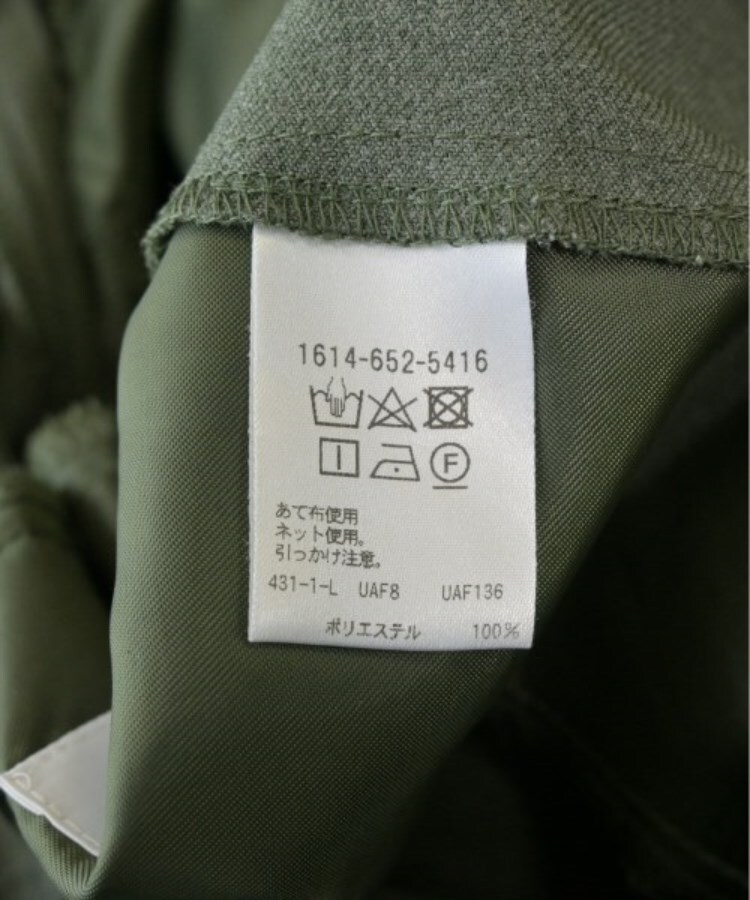 1614-652-5416
F
あて布使用
ネット使用。
引っかけ注意。
431-1-L UAF8 UAF136
ポリエステル 100%